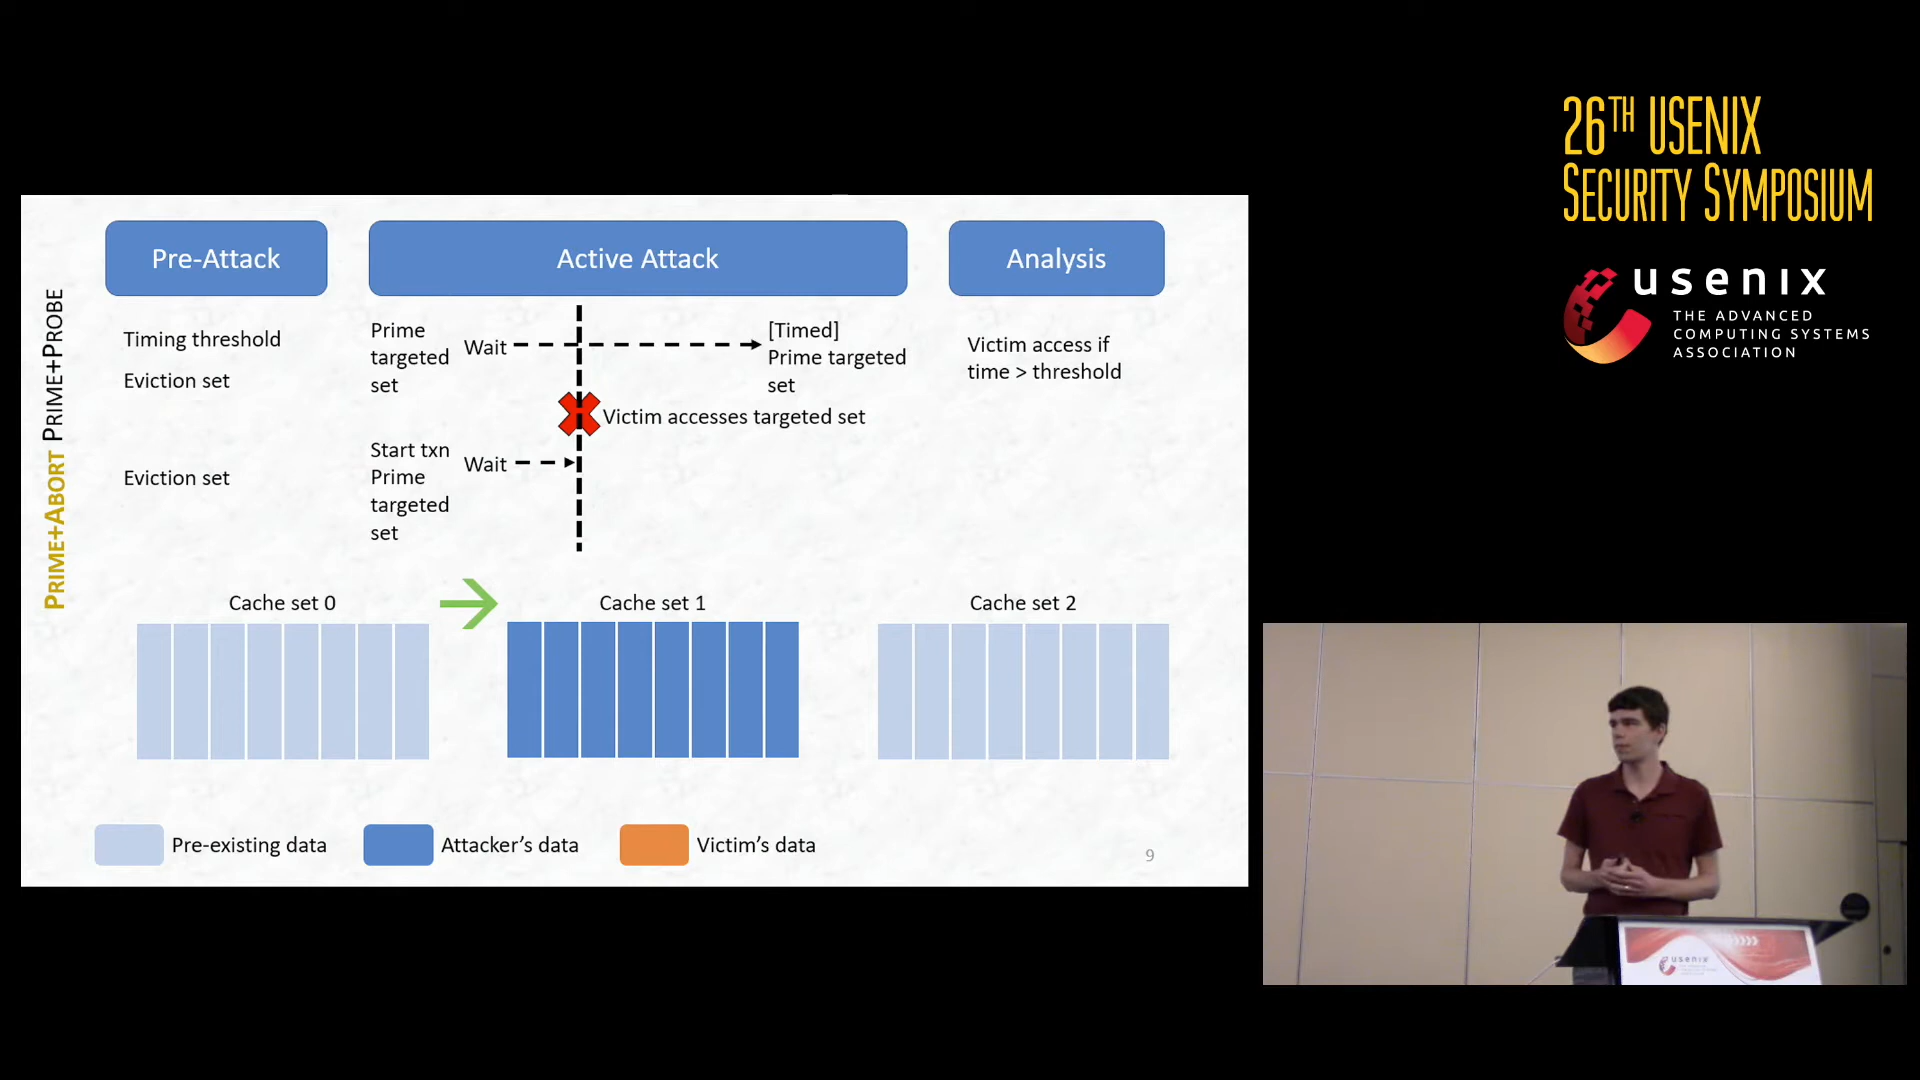 26TH USENIX
SECURITY SYMPOSIUM
usenix
THE ADVANCED
COMPUTING SYSTEMS
ASSOCIATION
Pre-Attack
Active Attack
Analysis
PRIME+PROBE
Timing threshold
Eviction set
Prime
targeted
set
Wait
[Timed]
Prime targeted
set
Victim access if
time > threshold
Victim accesses targeted set
PRIME+ABORT
Eviction set
Start txn
Prime
targeted
set
Wait
Cache set 0
Cache set 1
Cache set 2
Pre-existing data
Attacker's data
Victim's data
9
usenix